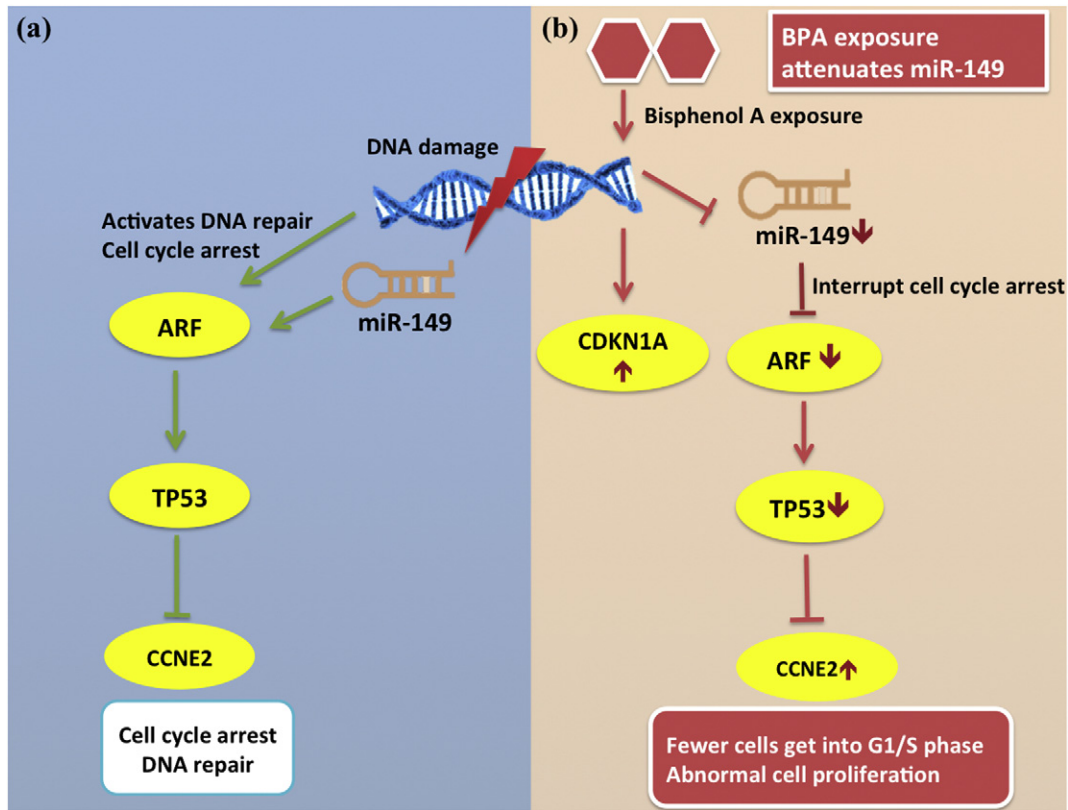 (a)
DNA damage
Activates DNA repair
Cell cycle arrest
miR-149
ARF
TP53
CCNE2
Cell cycle arrest
DNA repair
(b)
BPA exposure
attenuates miR-149
Bisphenol A exposure
miR-149
Interrupt cell cycle arrest
CDKN1A
ARF
TP53
CCNE2
Fewer cells get into G1/S phase
Abnormal cell proliferation